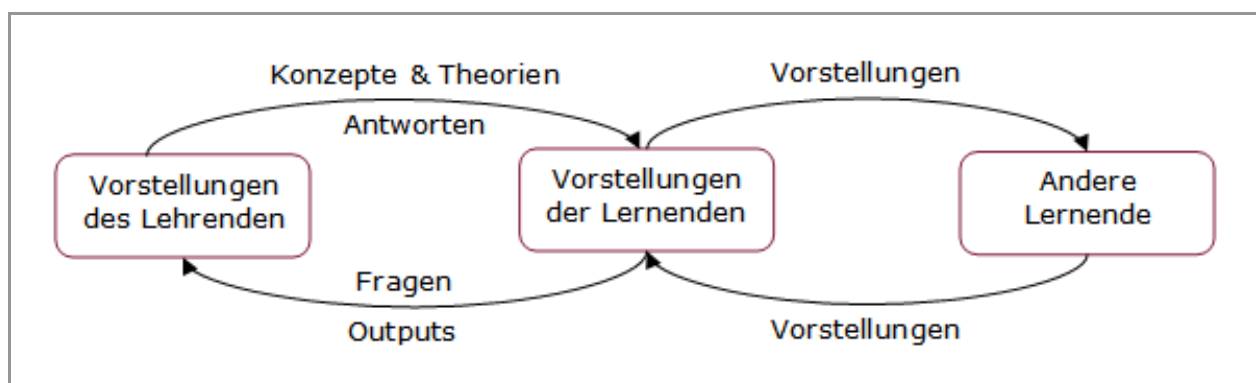 Konzepte & Theorien
Vorstellungen
Antworten
Vorstellungen
des Lehrenden
Vorstellungen
der Lernenden
Andere
Lernende
Fragen
Outputs
Vorstellungen